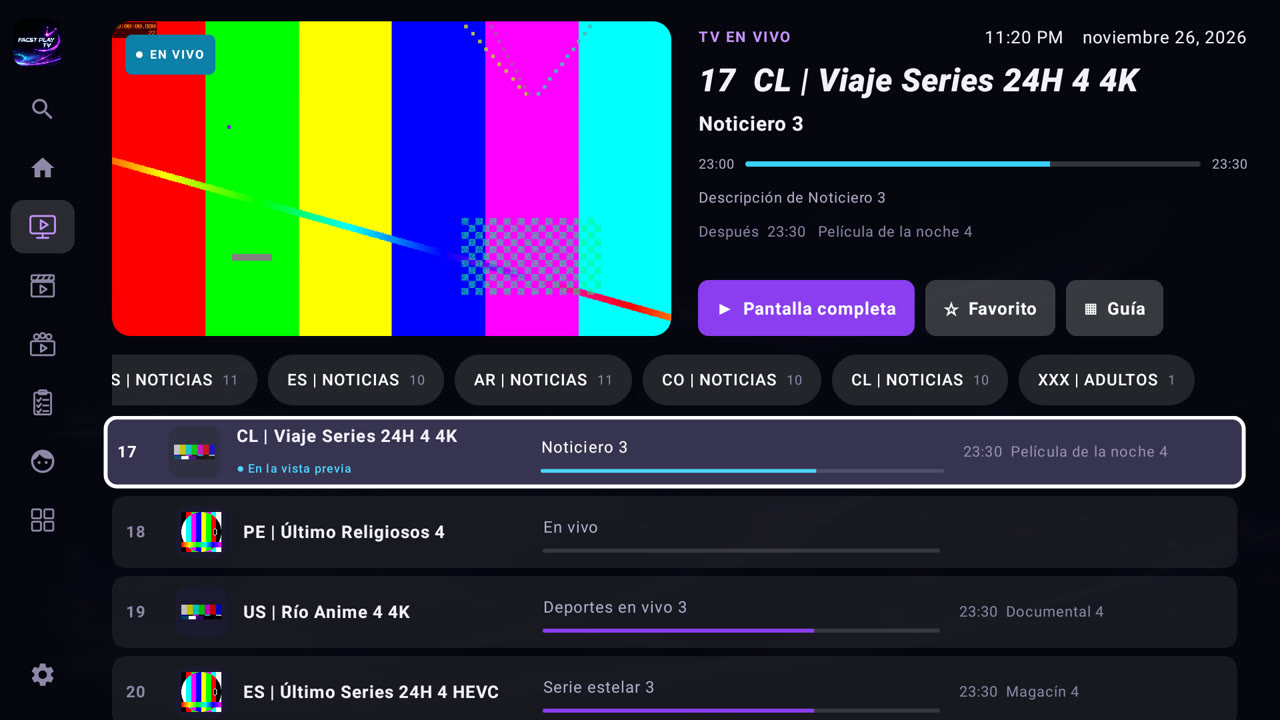 FACST PLAY
TV
EN VIVO
TV EN VIVO
11:20 PM noviembre 26, 2026
17 CL | Viaje Series 24H 4 4K
Noticiero 3
23:00 23:30
Descripción de Noticiero 3
Después 23:30 Película de la noche 4
Pantalla completa
Favorito
Guía
S | NOTICIAS 11
ES | NOTICIAS 10
AR | NOTICIAS 11
CO | NOTICIAS 10
CL | NOTICIAS 10
XXX | ADULTOS 1
17 CL | Viaje Series 24H 4 4K
En la vista previa
Noticiero 3
23:30 Película de la noche 4
18 PE | Último Religiosos 4
En vivo
19 US | Río Anime 4 4K
Deportes en vivo 3
23:30 Documental 4
20 ES | Último Series 24H 4 HEVC
Serie estelar 3
23:30 Magacín 4